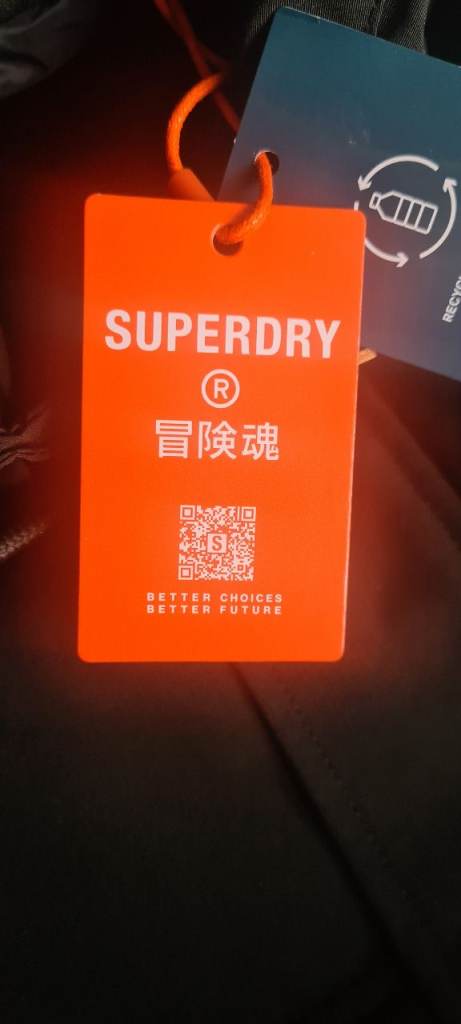 SUPERDRY
®
冒険魂
S
BETTER CHOICES
BETTER FUTURE